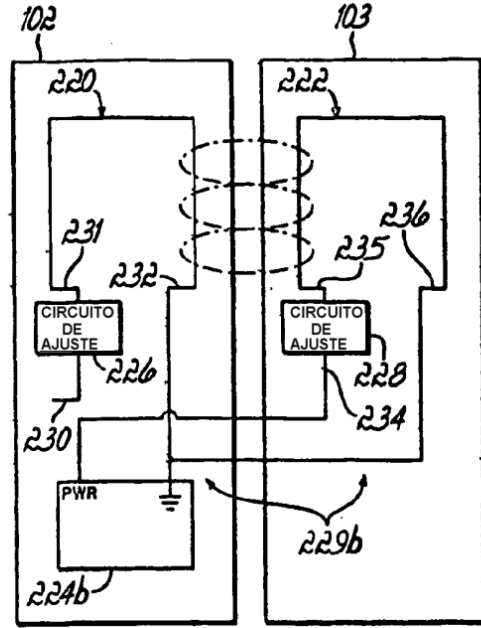 102
103
220
222
231
232
235
236
CIRCUITO
DE
AJUSTE
226
CIRCUITO
DE
AJUSTE
228
230
234
PWR
229b
224b